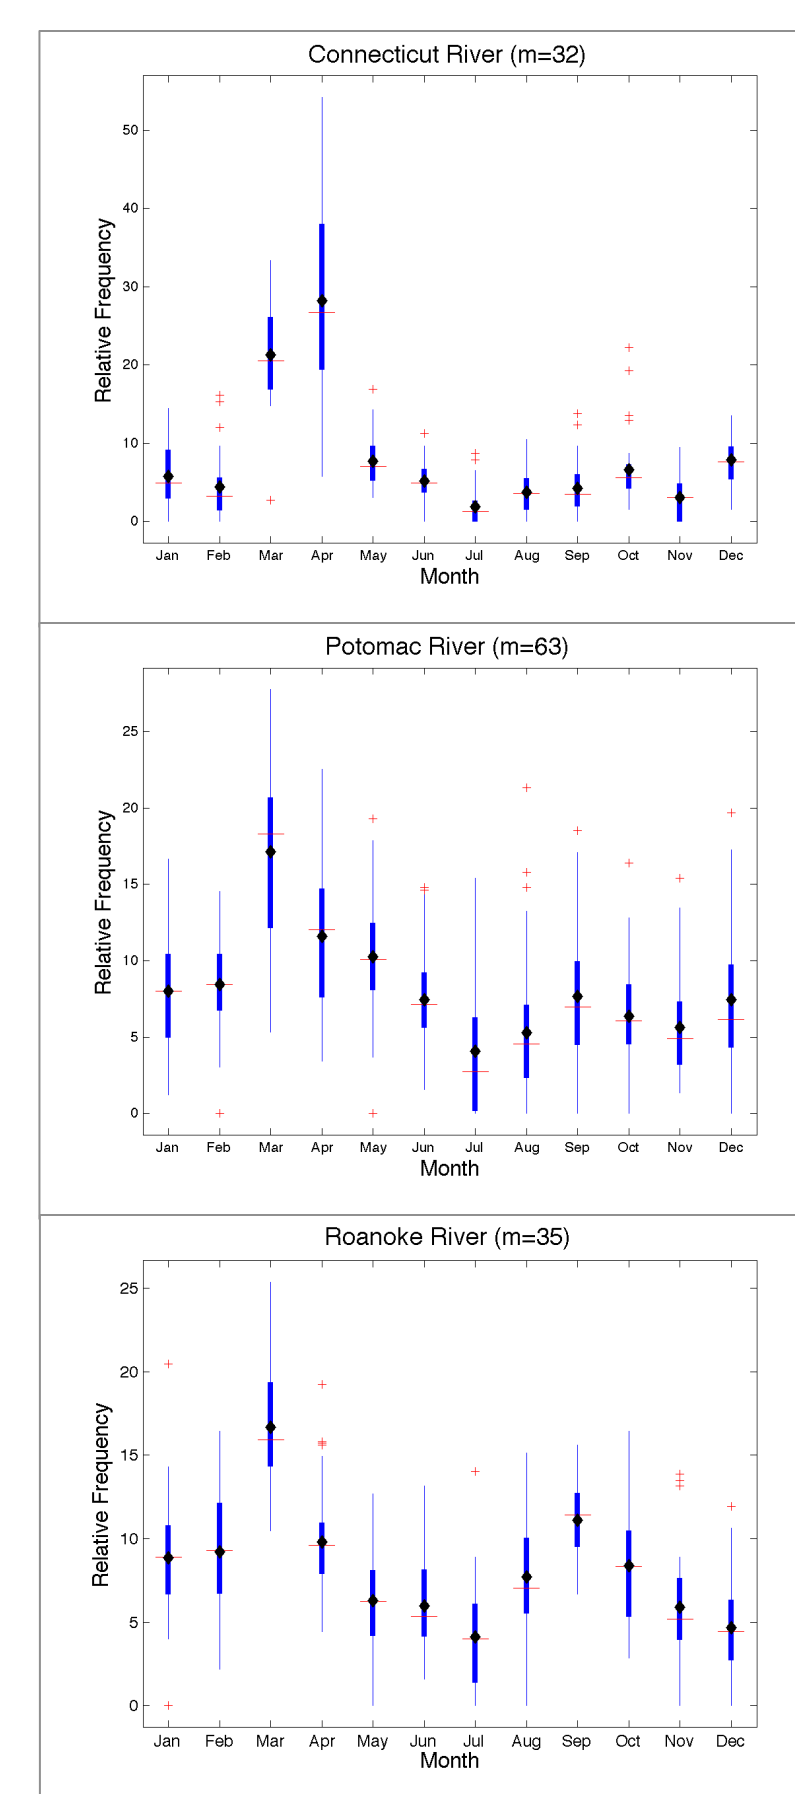 Connecticut River (m=32)
Relative Frequency
50
40
30
20
10
0
Jan Feb Mar Apr May Jun Jul Aug Sep Oct Nov Dec
Month
Potomac River (m=63)
Relative Frequency
25
20
15
10
5
0
Jan Feb Mar Apr May Jun Jul Aug Sep Oct Nov Dec
Month
Roanoke River (m=35)
Relative Frequency
25
20
15
10
5
0
Jan Feb Mar Apr May Jun Jul Aug Sep Oct Nov Dec
Month